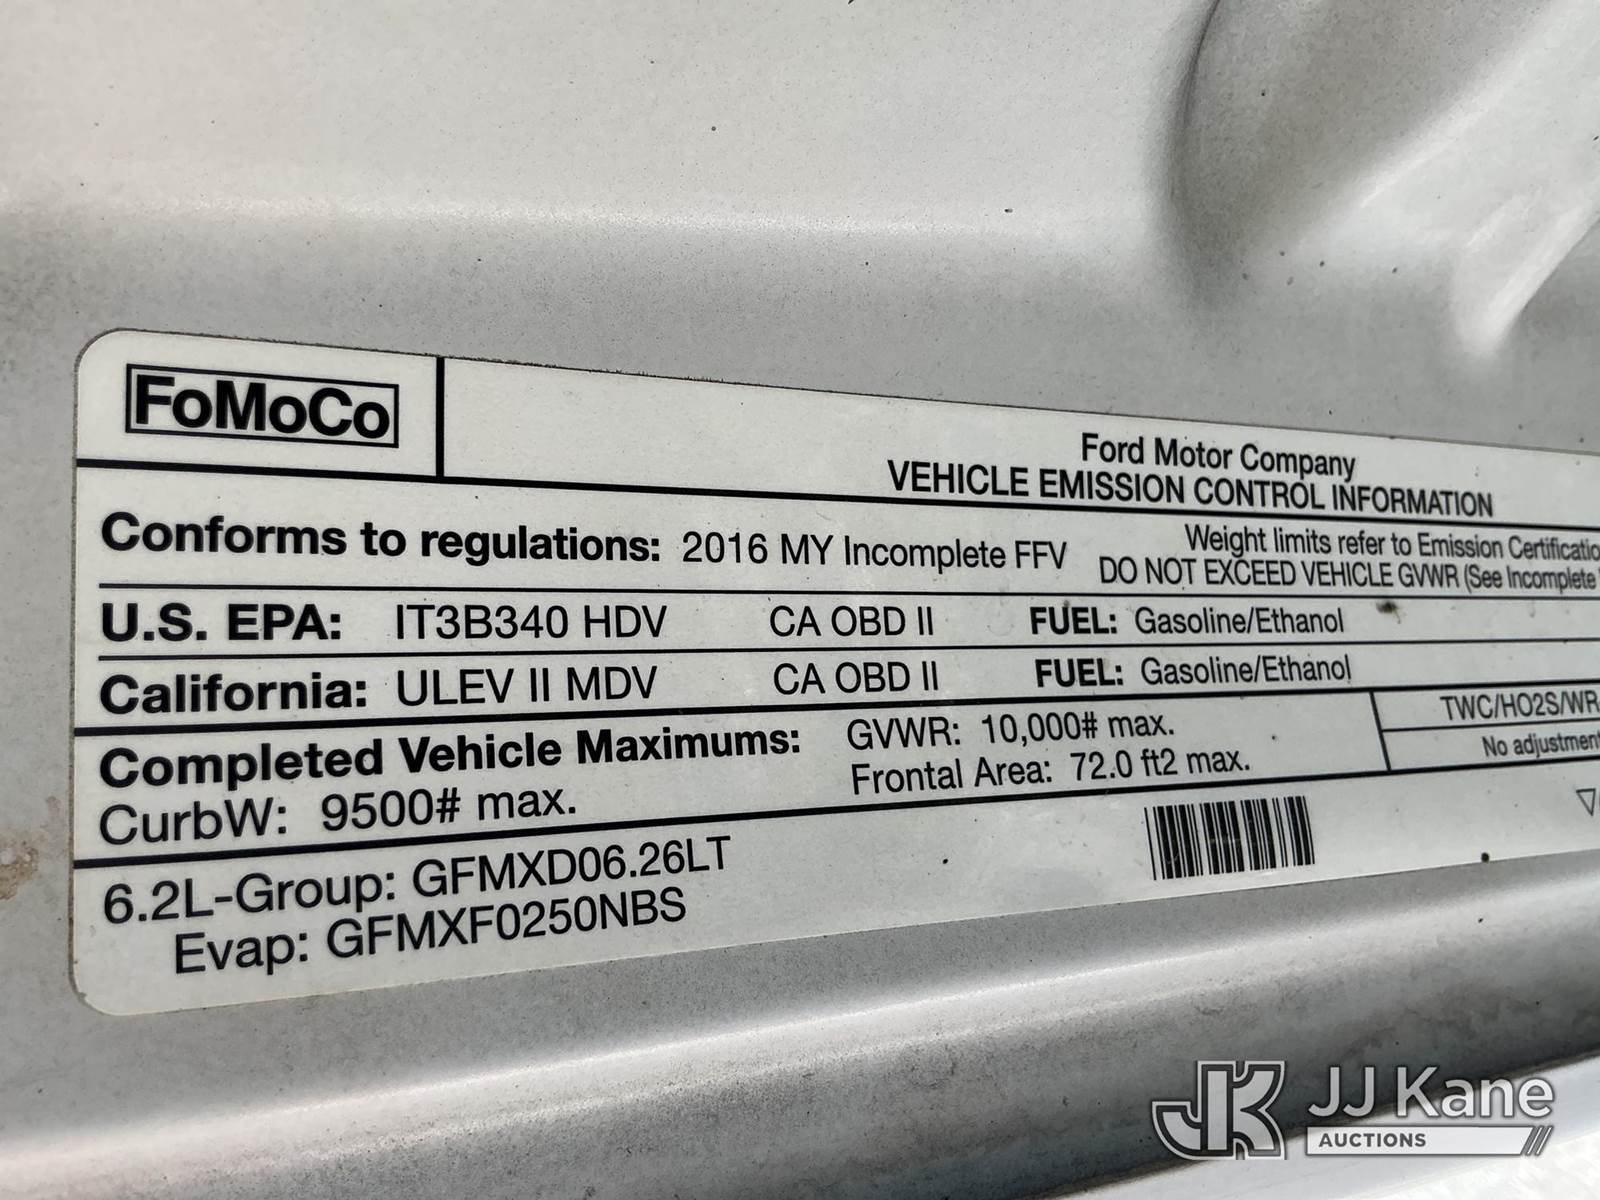 FoMoCo
Ford Motor Company
VEHICLE EMISSION CONTROL INFORMATION
Conforms to regulations: 2016 MY Incomplete FFV
Weight limits refer to Emission Certificatio
DO NOT EXCEED VEHICLE GVWR (See Incomplete
U.S. EPA: IT3B340 HDV CA OBD II FUEL: Gasoline/Ethanol
California: ULEV II MDV CA OBD II FUEL: Gasoline/Ethanol
Completed Vehicle Maximums: GVWR: 10,000# max.
CurbW: 9500# max. Frontal Area: 72.0 ft2 max.
TWC/HO2S/WR
No adjustment
6.2L-Group: GFMXD06.26LT
Evap: GFMXF0250NBS
JK JJ Kane
AUCTIONS